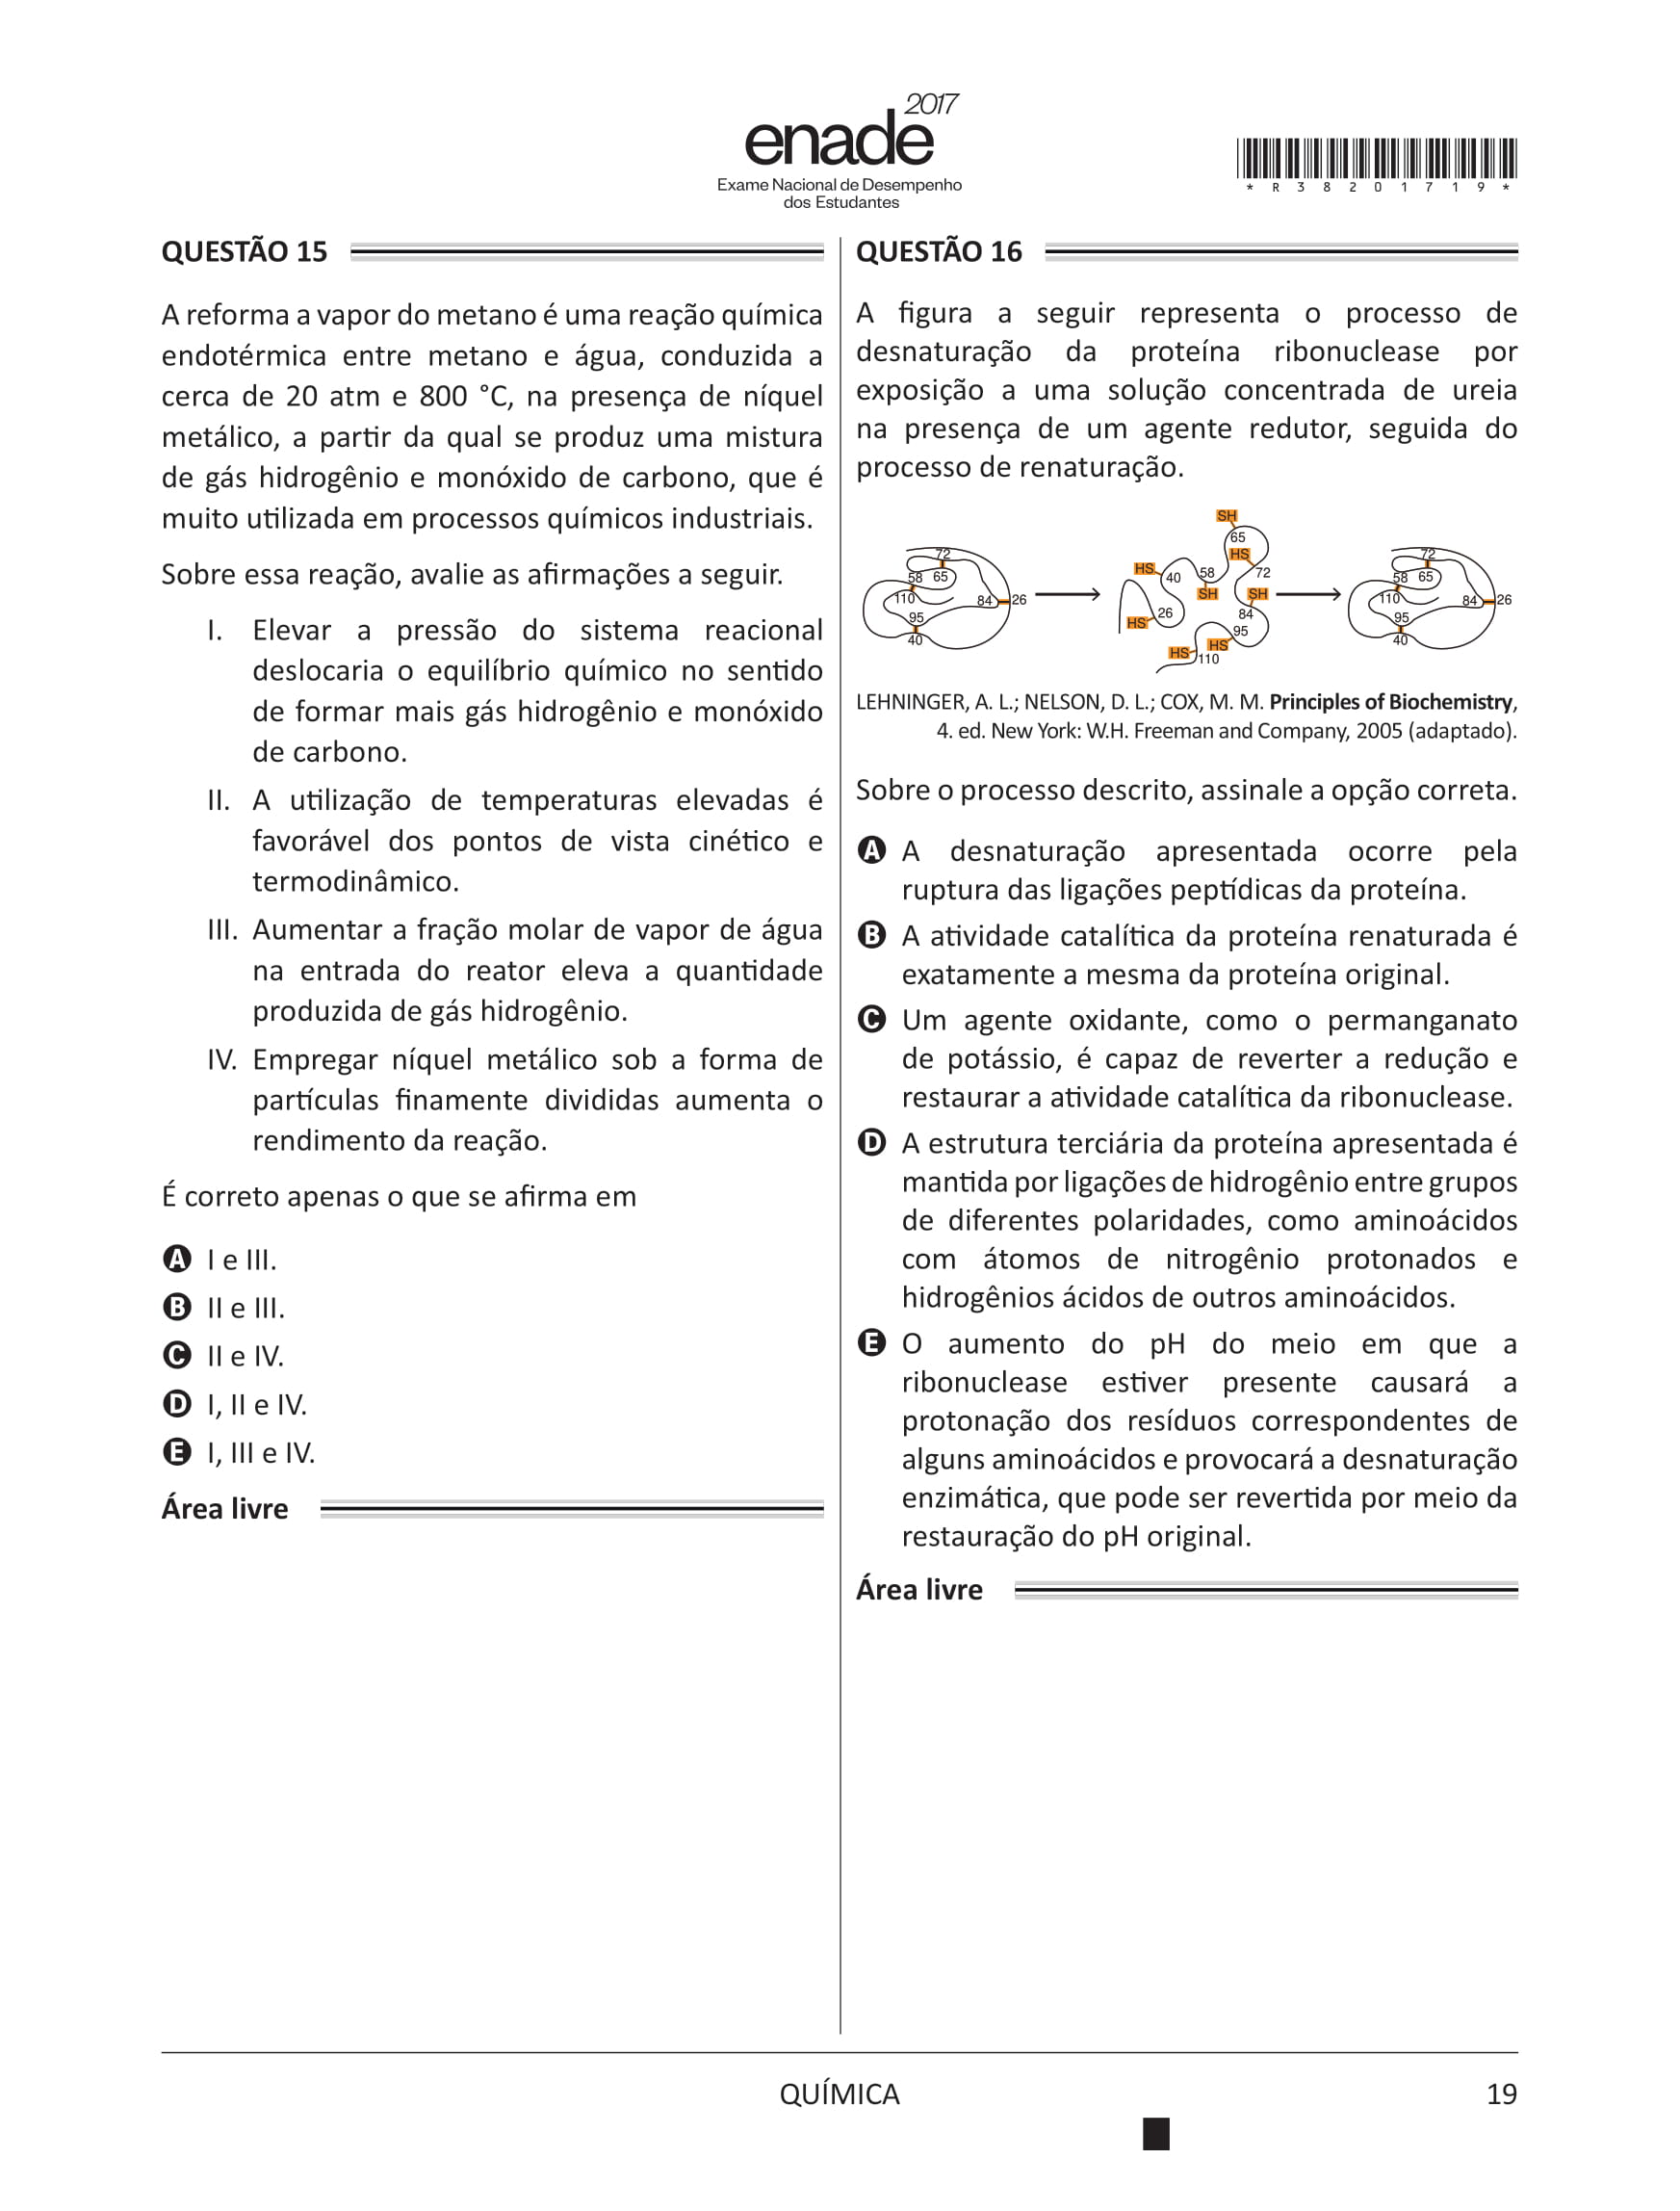 2017
enade
Exame Nacional de Desempenho
dos Estudantes
* R 3 8 2 0 1 7 1 9 *
QUESTÃO 15
A reforma a vapor do metano é uma reação química
endotérmica entre metano e água, conduzida a
cerca de 20 atm e 800 °C, na presença de níquel
metálico, a partir da qual se produz uma mistura
de gás hidrogênio e monóxido de carbono, que é
muito utilizada em processos químicos industriais.
Sobre essa reação, avalie as afirmações a seguir.
I. Elevar a pressão do sistema reacional
deslocaria o equilíbrio químico no sentido
de formar mais gás hidrogênio e monóxido
de carbono.
II. A utilização de temperaturas elevadas é
favorável dos pontos de vista cinético e
termodinâmico.
III. Aumentar a fração molar de vapor de água
na entrada do reator eleva a quantidade
produzida de gás hidrogênio.
IV. Empregar níquel metálico sob a forma de
partículas finamente divididas aumenta o
rendimento da reação.
É correto apenas o que se afirma em
A I e III.
B II e III.
C II e IV.
D I, II e IV.
E I, III e IV.
Área livre
QUESTÃO 16
A figura a seguir representa o processo de
desnaturação da proteína ribonuclease por
exposição a uma solução concentrada de ureia
na presença de um agente redutor, seguida do
processo de renaturação.
72
58 65
110
84 26
95
40
SH
65
HS
HS
40
58
72
SH
SH
26
HS
84
95
HS
HS
110
72
58 65
110
84 26
95
40
LEHNINGER, A. L.; NELSON, D. L.; COX, M. M. Principles of Biochemistry,
4. ed. New York: W.H. Freeman and Company, 2005 (adaptado).
Sobre o processo descrito, assinale a opção correta.
A A desnaturação apresentada ocorre pela
ruptura das ligações peptídicas da proteína.
B A atividade catalítica da proteína renaturada é
exatamente a mesma da proteína original.
C Um agente oxidante, como o permanganato
de potássio, é capaz de reverter a redução e
restaurar a atividade catalítica da ribonuclease.
D A estrutura terciária da proteína apresentada é
mantida por ligações de hidrogênio entre grupos
de diferentes polaridades, como aminoácidos
com átomos de nitrogênio protonados e
hidrogênios ácidos de outros aminoácidos.
E O aumento do pH do meio em que a
ribonuclease estiver presente causará a
protonação dos resíduos correspondentes de
alguns aminoácidos e provocará a desnaturação
enzimática, que pode ser revertida por meio da
restauração do pH original.
Área livre
QUÍMICA
19